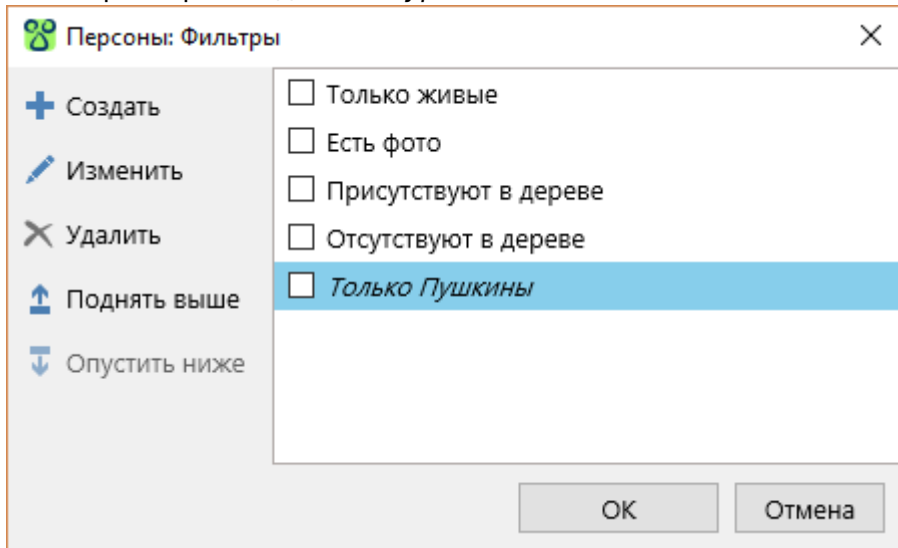 Персоны: Фильтры
Создать
Изменить
Удалить
Поднять выше
Опустить ниже
Только живые
Есть фото
Присутствуют в дереве
Отсутствуют в дереве
Только Пушкины
OK
Отмена